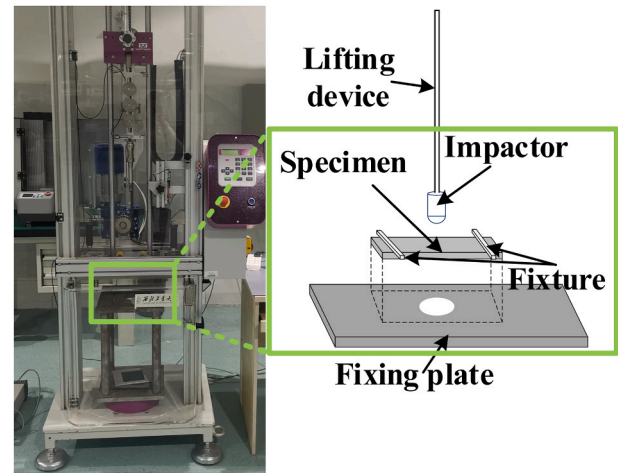 Lifting
device
Impactor
Specimen
Fixture
Fixing plate